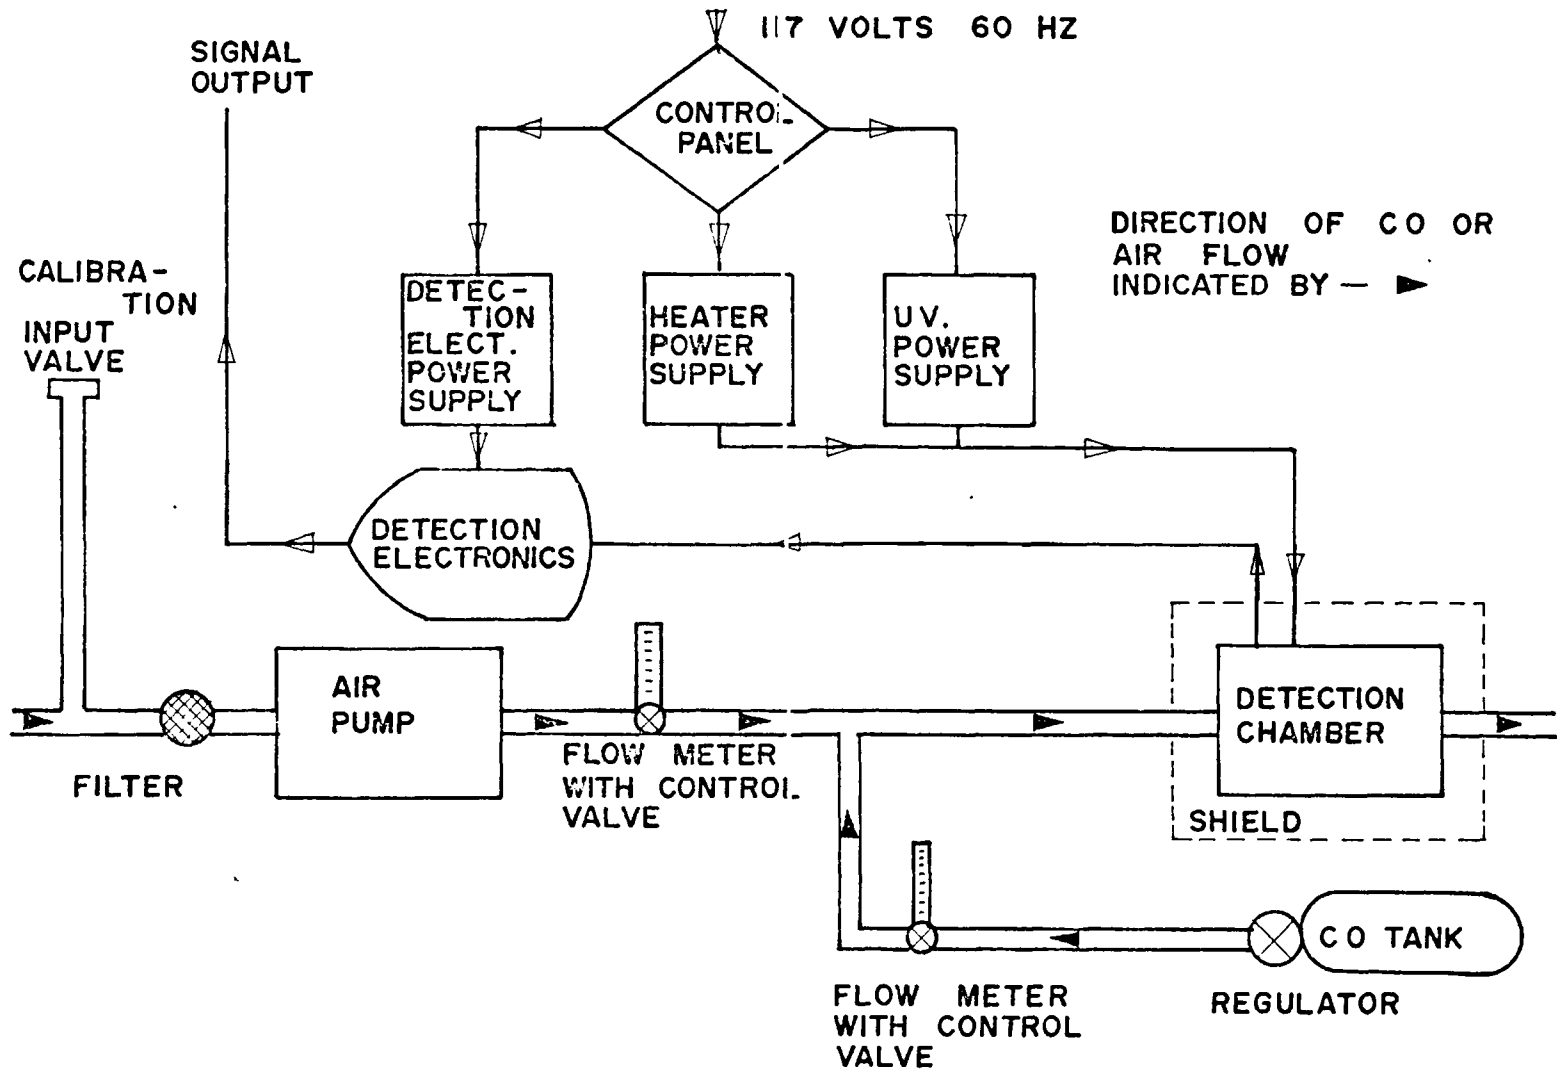 117 VOLTS 60 HZ
SIGNAL
OUTPUT
CONTROL
PANEL
DIRECTION OF CO OR
AIR FLOW
INDICATED BY —
CALIBRA-
TION
INPUT
VALVE
DETEC-
TION
ELECT.
POWER
SUPPLY
HEATER
POWER
SUPPLY
UV.
POWER
SUPPLY
DETECTION
ELECTRONICS
AIR
PUMP
FILTER
FLOW METER
WITH CONTROL
VALVE
DETECTION
CHAMBER
SHIELD
CO TANK
REGULATOR
FLOW METER
WITH CONTROL
VALVE